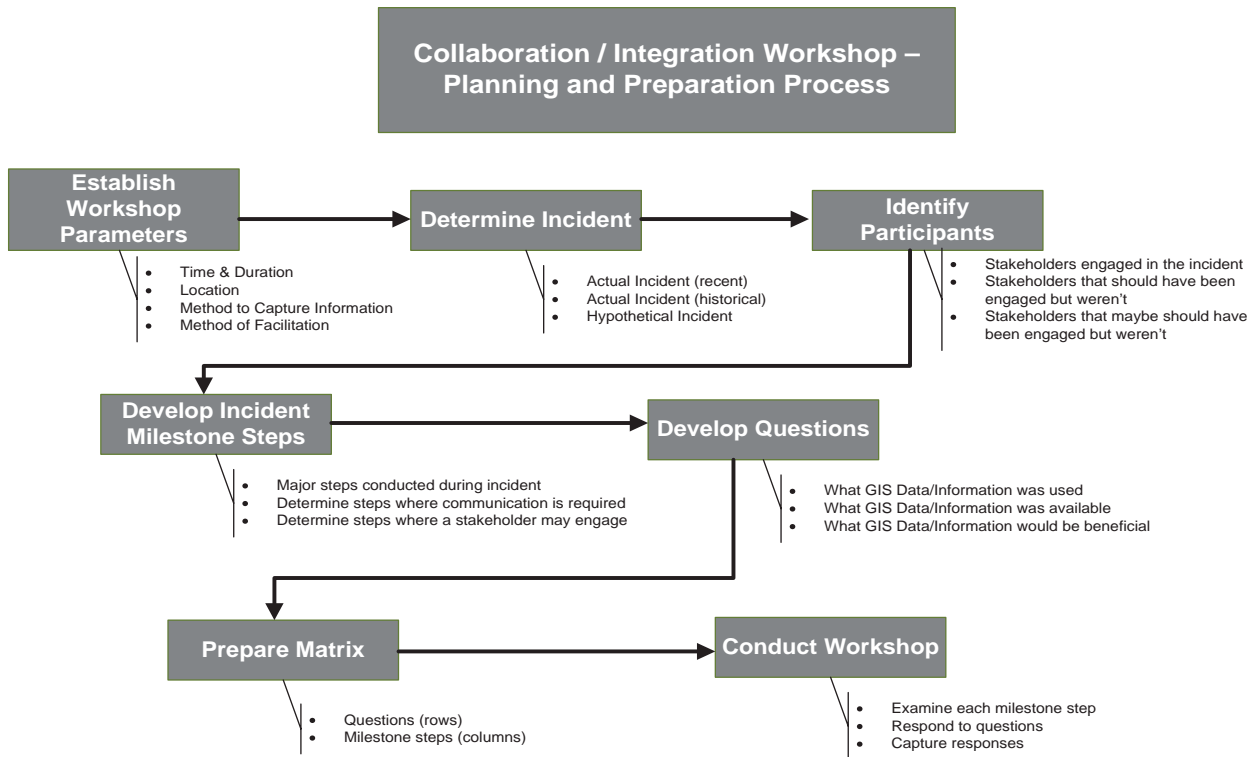 Collaboration / Integration Workshop –
Planning and Preparation Process
Establish
Workshop
Parameters
• Time & Duration
• Location
• Method to Capture Information
• Method of Facilitation
Determine Incident
• Actual Incident (recent)
• Actual Incident (historical)
• Hypothetical Incident
Identify
Participants
• Stakeholders engaged in the incident
• Stakeholders that should have been
engaged but weren't
• Stakeholders that maybe should have
been engaged but weren't
Develop Incident
Milestone Steps
• Major steps conducted during incident
• Determine steps where communication is required
• Determine steps where a stakeholder may engage
Develop Questions
• What GIS Data/Information was used
• What GIS Data/Information was available
• What GIS Data/Information would be beneficial
Prepare Matrix
• Questions (rows)
• Milestone steps (columns)
Conduct Workshop
• Examine each milestone step
• Respond to questions
• Capture responses